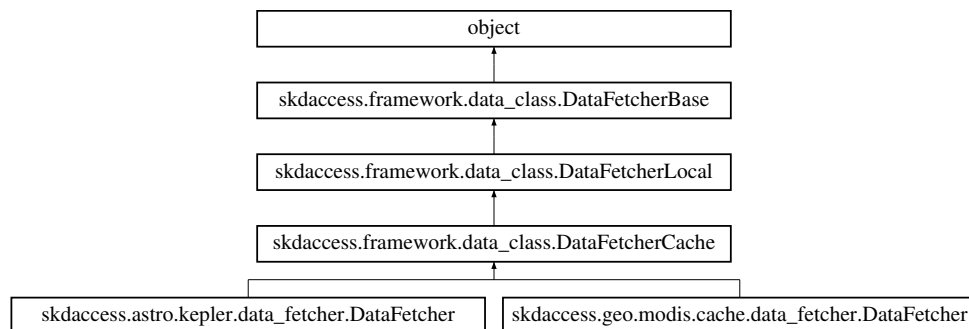 object
skdaccess.framework.data_class.DataFetcherBase
skdaccess.framework.data_class.DataFetcherLocal
skdaccess.framework.data_class.DataFetcherCache
skdaccess.astro.kepler.data_fetcher.DataFetcher
skdaccess.geo.modis.cache.data_fetcher.DataFetcher